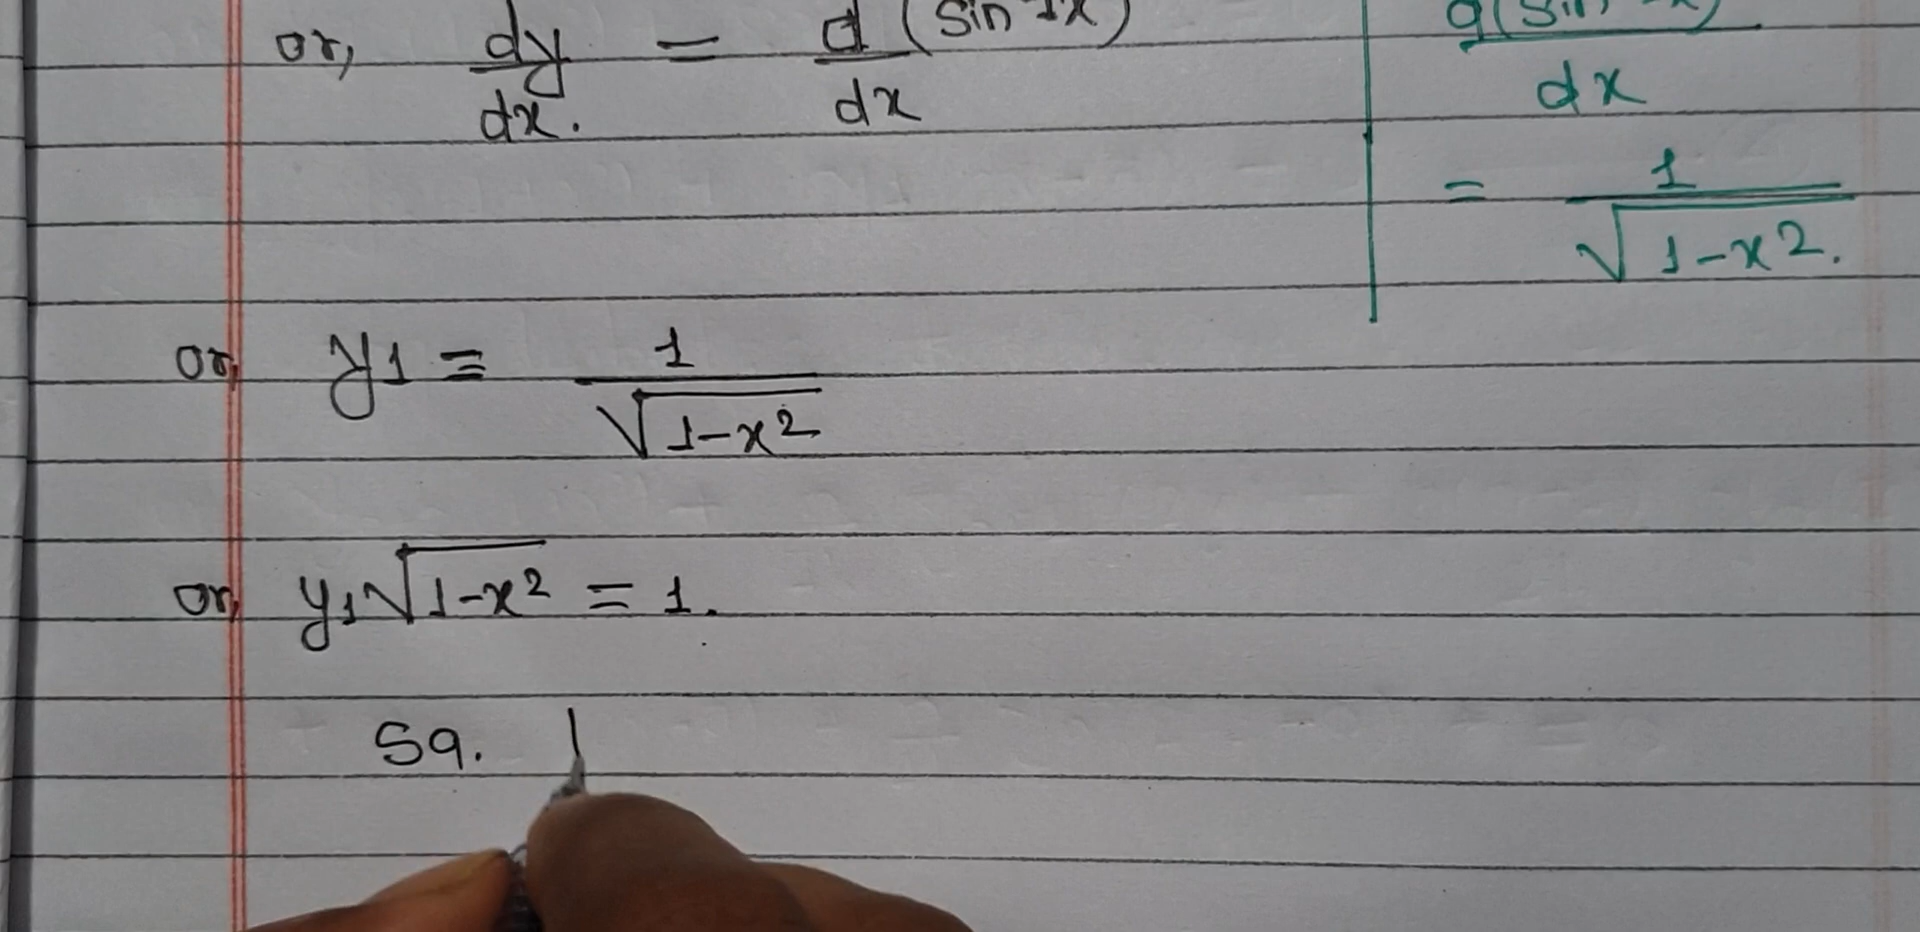 or, dy/dx. = d(sin⁻¹x)/dx
d(sin⁻¹x)/dx
= 1/√1-x².
or, y₁ = 1/√1-x²
or, y₁√1-x² = 1.
Sq.